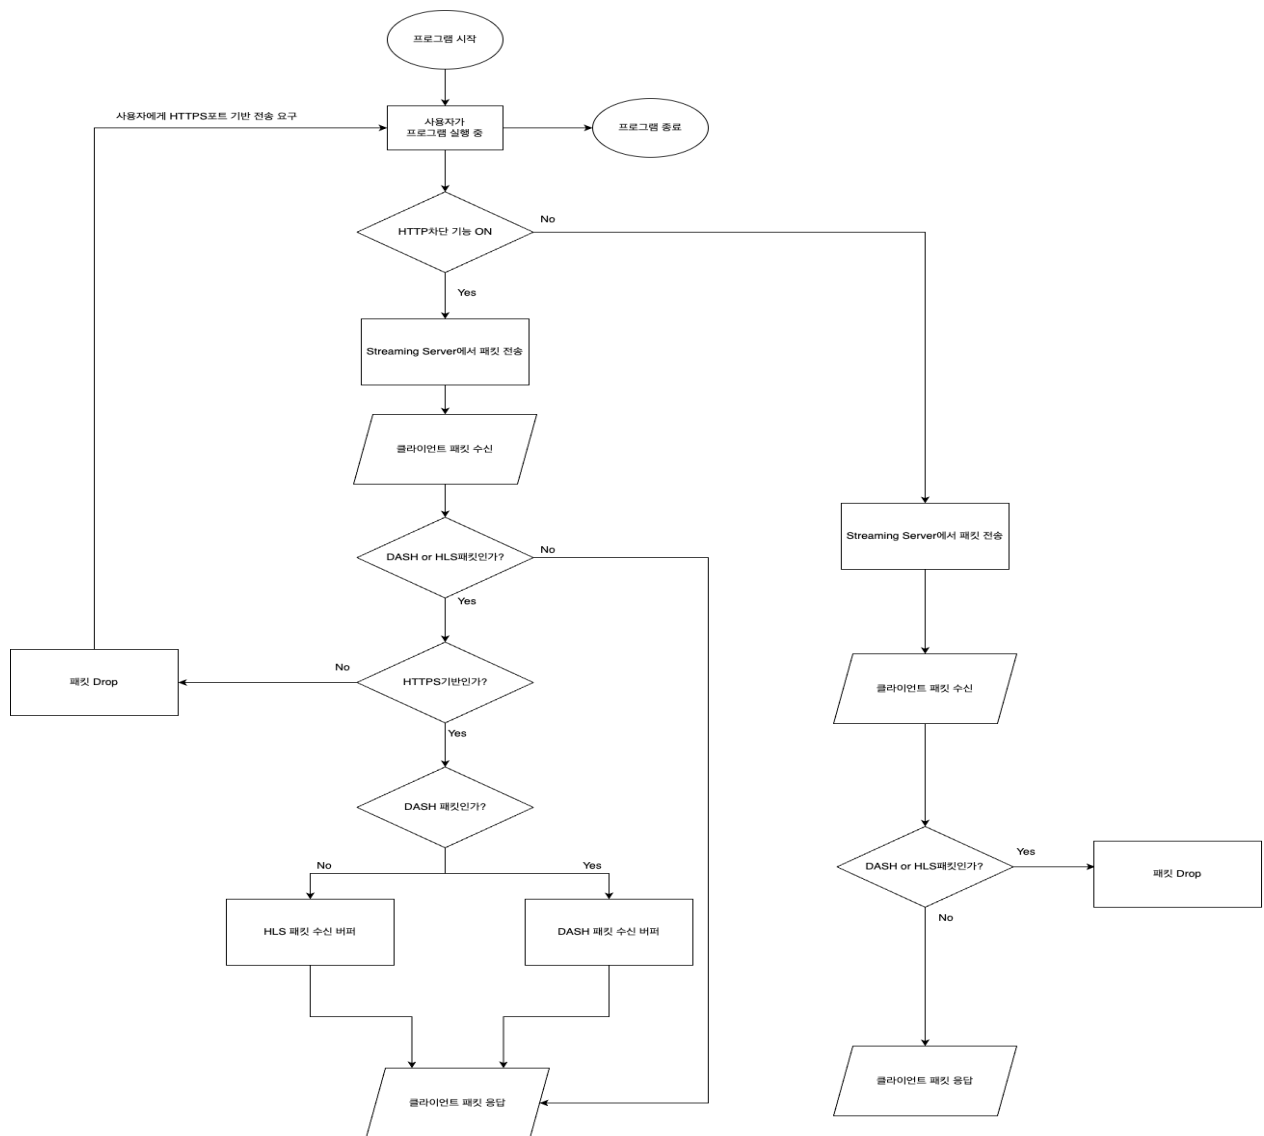 프로그램 시작
사용자에게 HTTPS포트 기반 전송 요구
사용자가
프로그램 실행 중
프로그램 종료
HTTP차단 기능 ON
No
Yes
Streaming Server에서 패킷 전송
클라이언트 패킷 수신
DASH or HLS패킷인가?
No
Yes
Streaming Server에서 패킷 전송
HTTPS기반인가?
No
패킷 Drop
Yes
클라이언트 패킷 수신
DASH 패킷인가?
No
Yes
HLS 패킷 수신 버퍼
DASH 패킷 수신 버퍼
DASH or HLS패킷인가?
Yes
패킷 Drop
No
클라이언트 패킷 응답
클라이언트 패킷 응답